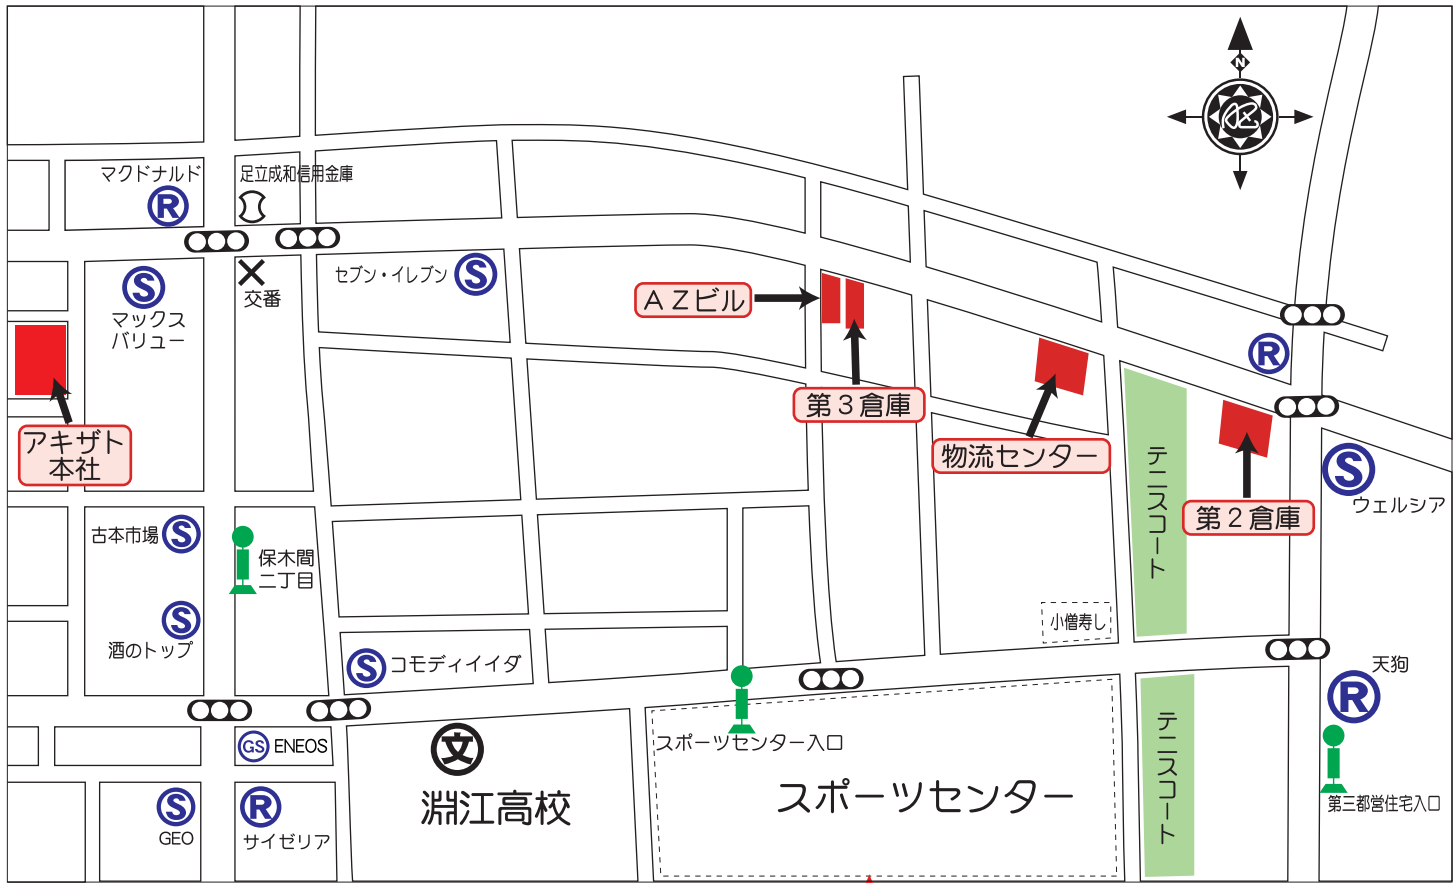 N
マクドナルド
R
足立成和信用金庫
S
マックス
バリュー
交番
セブン・イレブン
S
AZビル
第3倉庫
物流センター
R
第2倉庫
S
ウェルシア
アキザト
本社
テニスコート
古本市場
S
保木間
二丁目
S
酒のトップ
S
コモディイイダ
小僧寿し
天狗
R
GS
ENEOS
文
淵江高校
スポーツセンター入口
スポーツセンター
テニスコート
第三都営住宅入口
S
GEO
R
サイゼリア